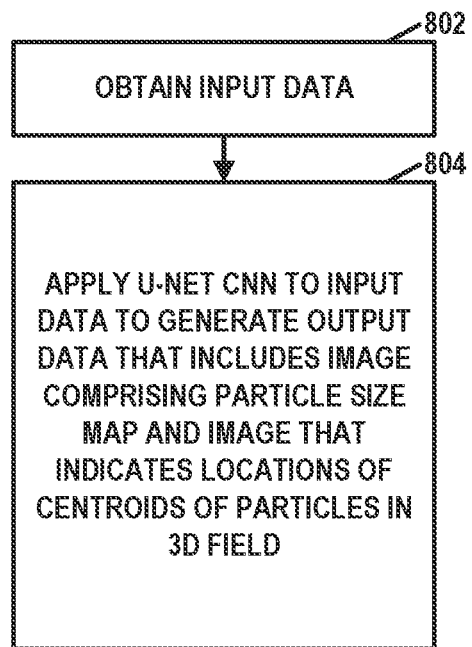 802
OBTAIN INPUT DATA
804
APPLY U-NET CNN TO INPUT
DATA TO GENERATE OUTPUT
DATA THAT INCLUDES IMAGE
COMPRISING PARTICLE SIZE
MAP AND IMAGE THAT
INDICATES LOCATIONS OF
CENTROIDS OF PARTICLES IN
3D FIELD